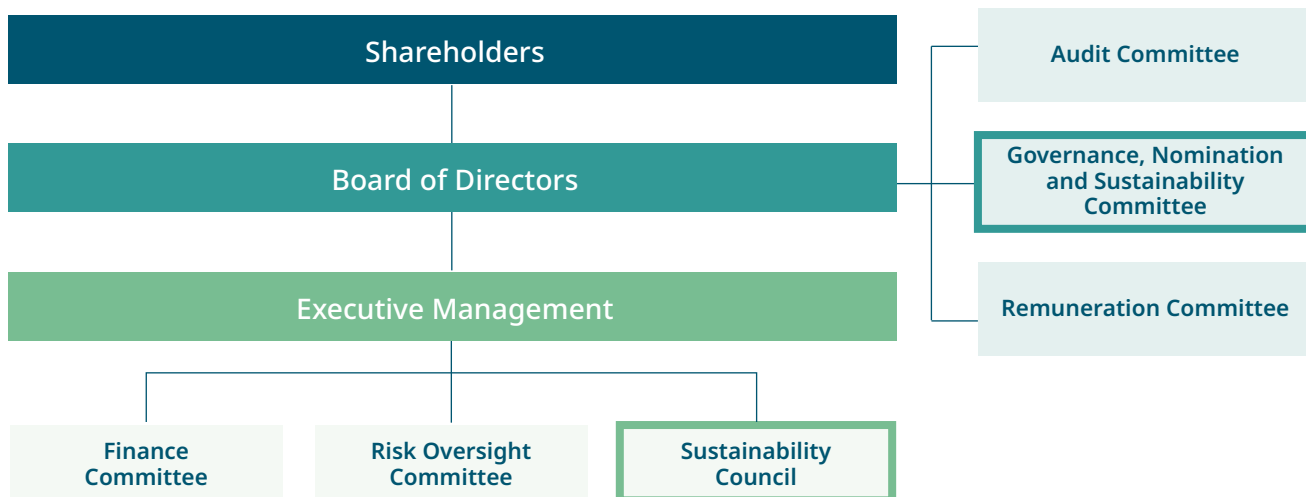 Shareholders
Board of Directors
Executive Management
Audit Committee
Governance, Nomination
and Sustainability
Committee
Remuneration Committee
Finance
Committee
Risk Oversight
Committee
Sustainability
Council